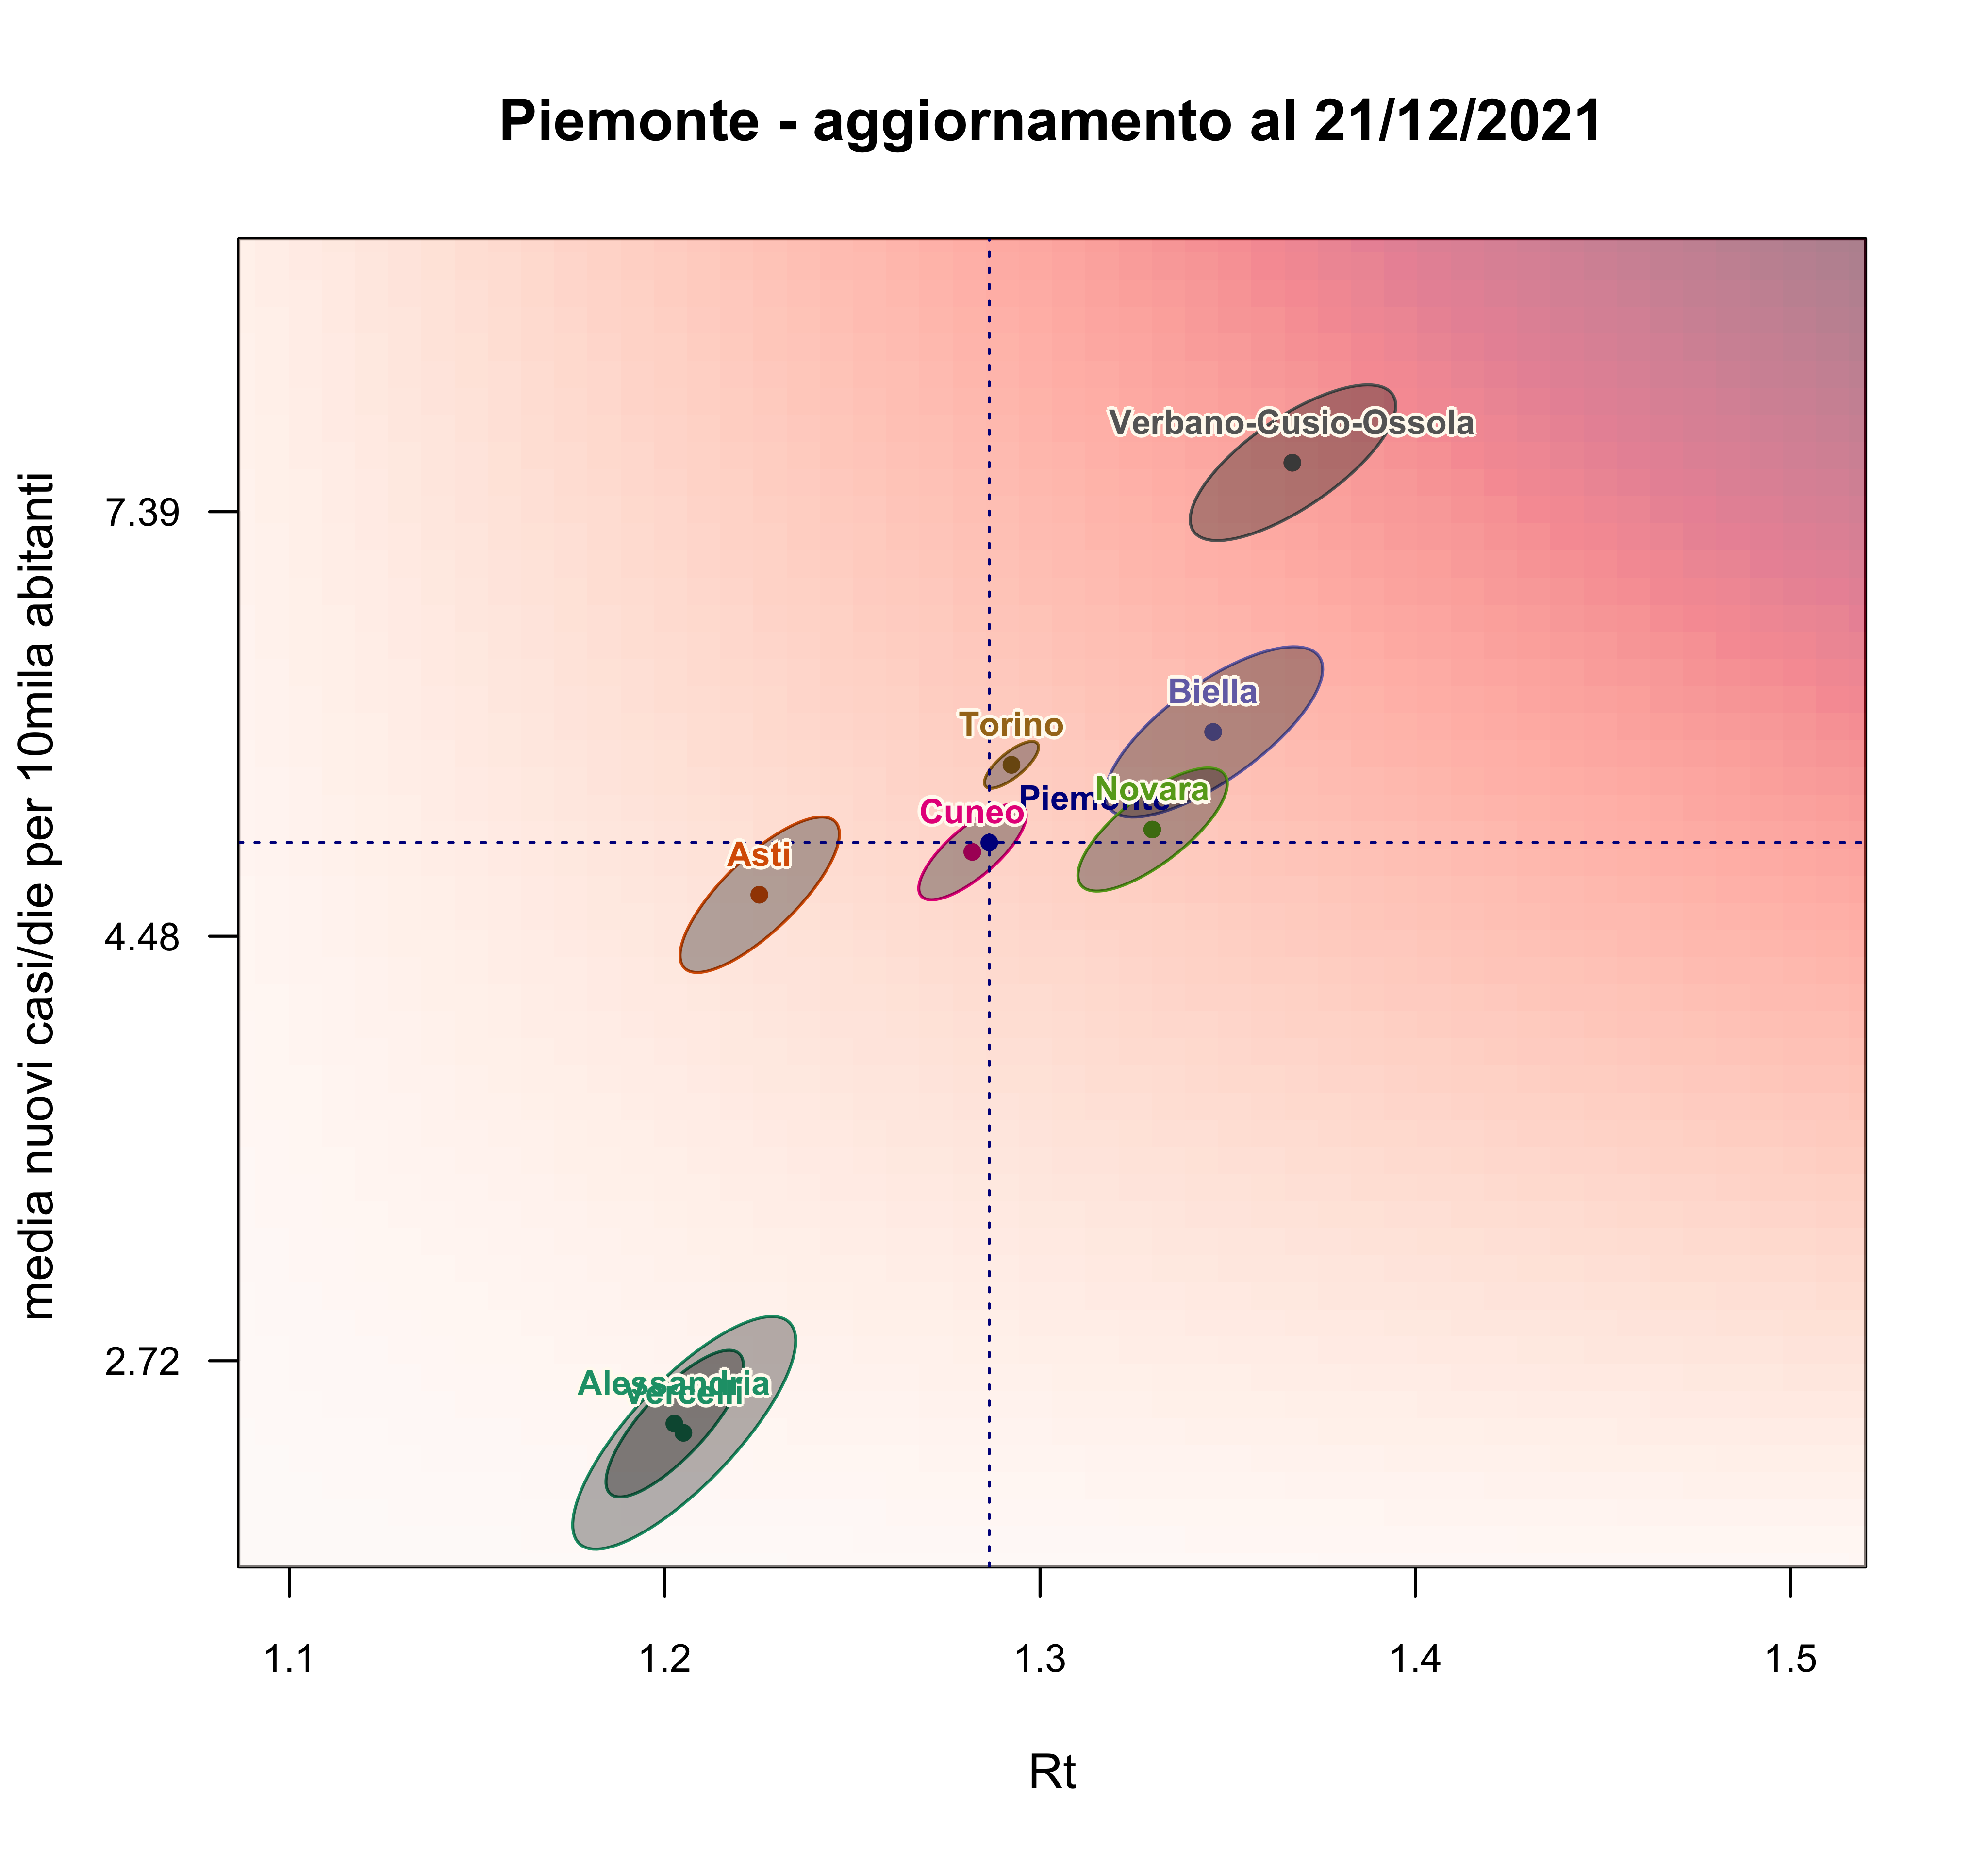 Piemonte - aggiornamento al 21/12/2021
media nuovi casi/die per 10mila abitanti
7.39
4.48
2.72
Verbano-Cusio-Ossola
Biella
Torino
Piemonte
Novara
Cuneo
Asti
Alessandria
Vercelli
1.1
1.2
1.3
1.4
1.5
Rt